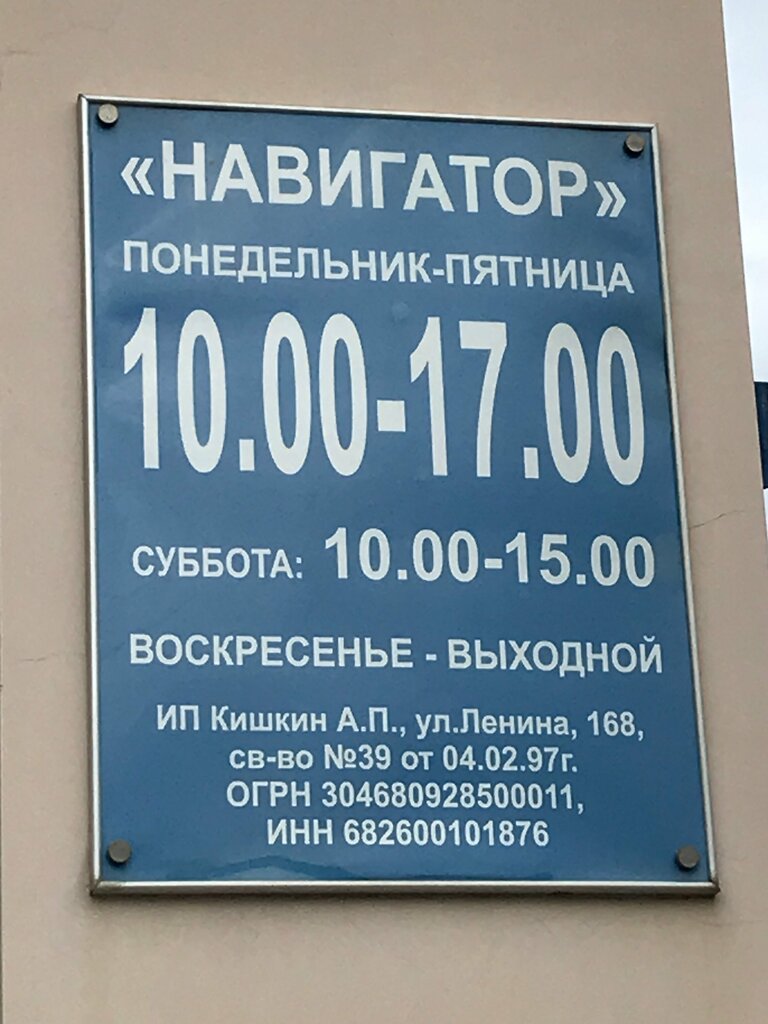 «НАВИГАТОР»
ПОНЕДЕЛЬНИК-ПЯТНИЦА
10.00-17.00
СУББОТА: 10.00-15.00
ВОСКРЕСЕНЬЕ - ВЫХОДНОЙ
ИП Кишкин А.П., ул.Ленина, 168,
св-во №39 от 04.02.97г.
ОГРН 304680928500011,
ИНН 682600101876